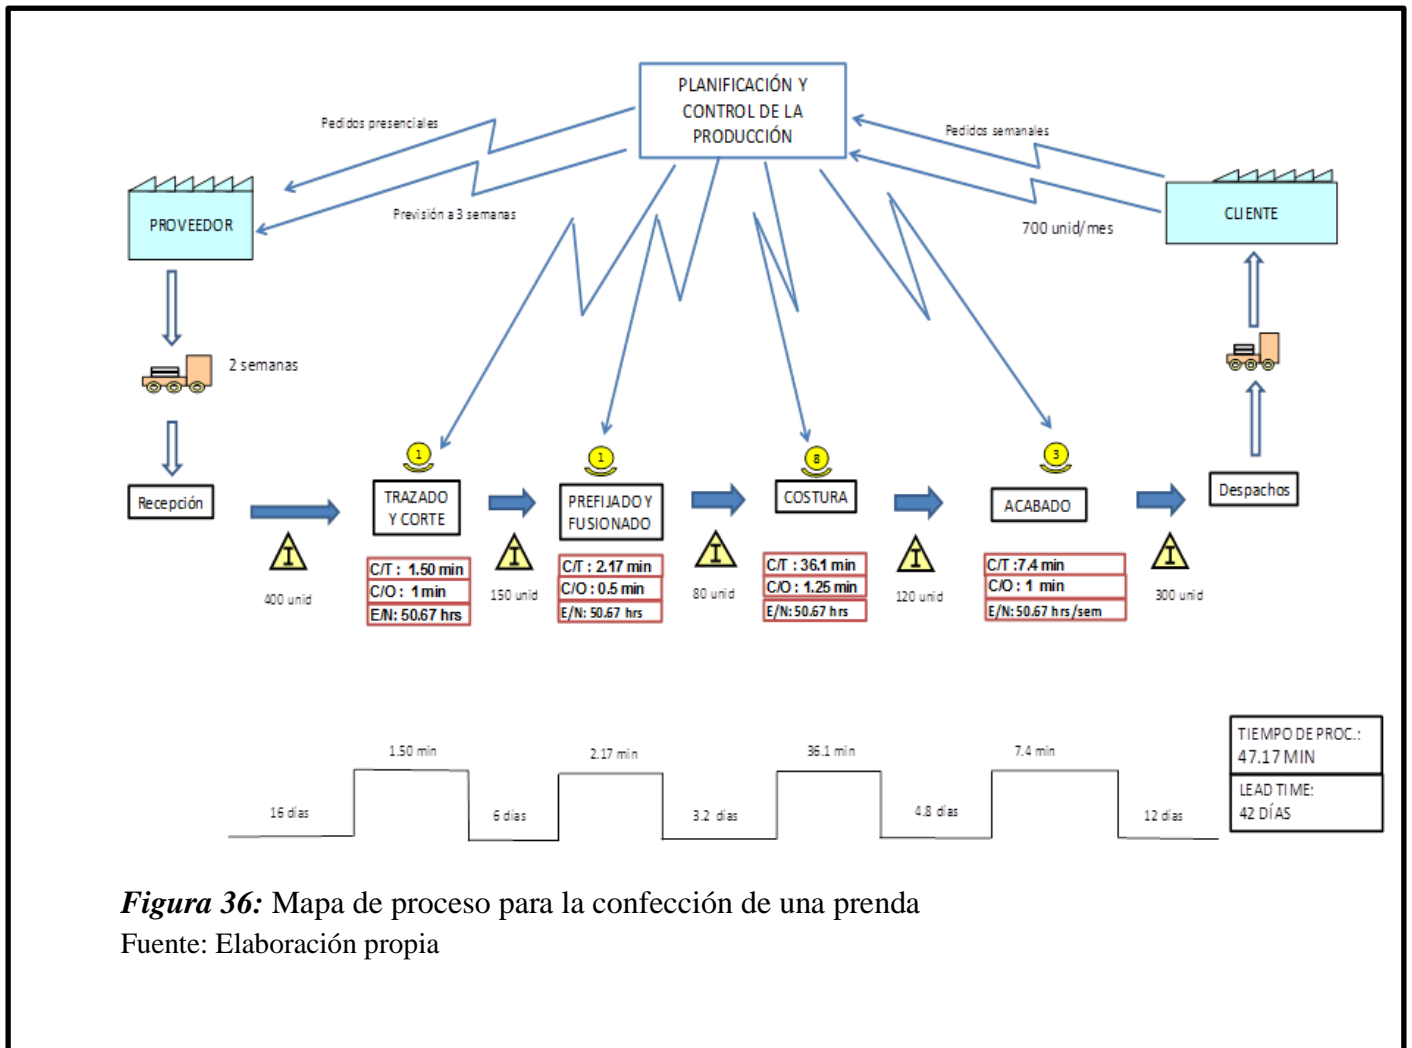 PLANIFICACIÓN Y
CONTROL DE LA
PRODUCCIÓN
Pedidos presenciales
Previsión a 3 semanas
Pedidos semanales
700 unid/mes
PROVEEDOR
CLIENTE
2 semanas
Recepción
1
TRAZADO
Y CORTE
1
PREFIJADO Y
FUSIONADO
8
COSTURA
3
ACABADO
Despachos
I
400 unid
C/T : 1.50 min
C/O : 1 min
E/N: 50.67 hrs
I
150 unid
C/T : 2.17 min
C/O : 0.5 min
E/N: 50.67 hrs
I
80 unid
C/T : 36.1 min
C/O : 1.25 min
E/N: 50.67 hrs
I
120 unid
C/T :7.4 min
C/O : 1 min
E/N: 50.67 hrs/sem
I
300 unid
16 días
1.50 min
6 días
2.17 min
3.2 días
36.1 min
4.8 días
7.4 min
12 días
TIEMPO DE PROC.:
47.17 MIN
LEAD TIME:
42 DÍAS
Figura 36: Mapa de proceso para la confección de una prenda
Fuente: Elaboración propia